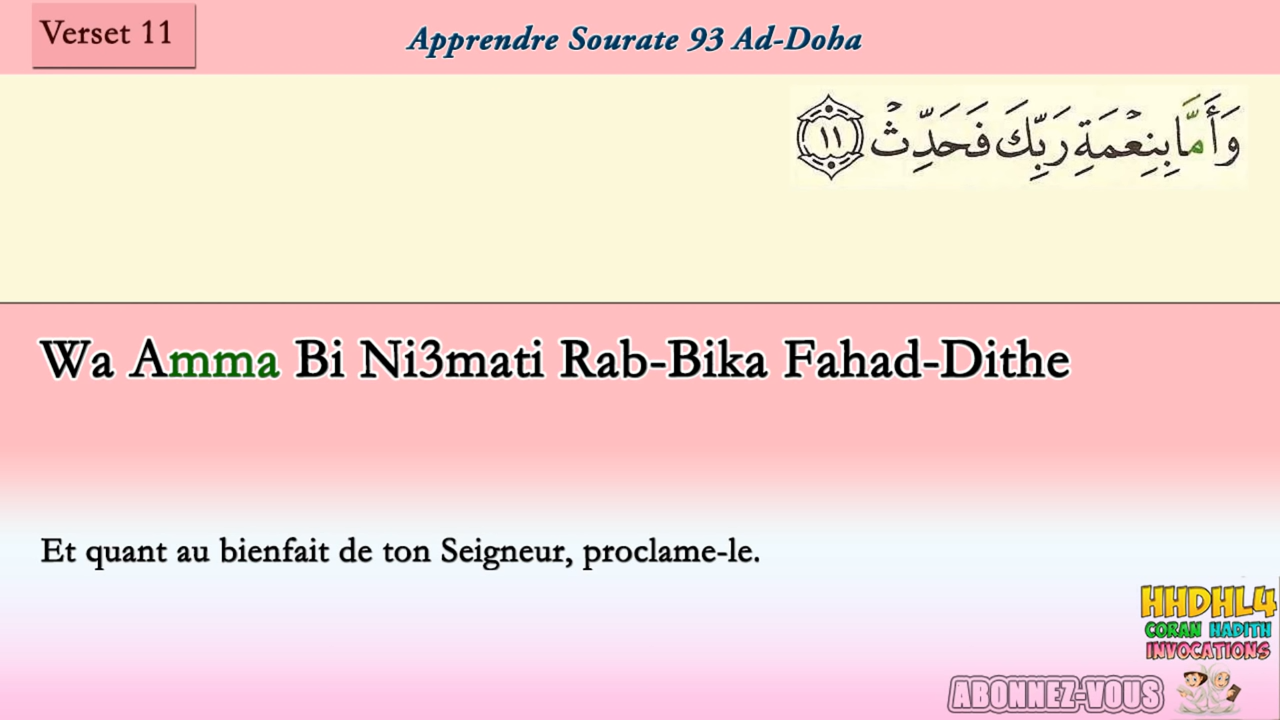 Verset 11
Apprendre Sourate 93 Ad-Doha
وَأَمَّا بِنِعۡمَةِ رَبِّكَ فَحَدِّثۡ ١١
Wa Amma Bi Ni3mati Rab-Bika Fahad-Dithe
Et quant au bienfait de ton Seigneur, proclame-le.
HHDHL4
CORAN HADITH
INVOCATIONS
ABONNEZ-VOUS